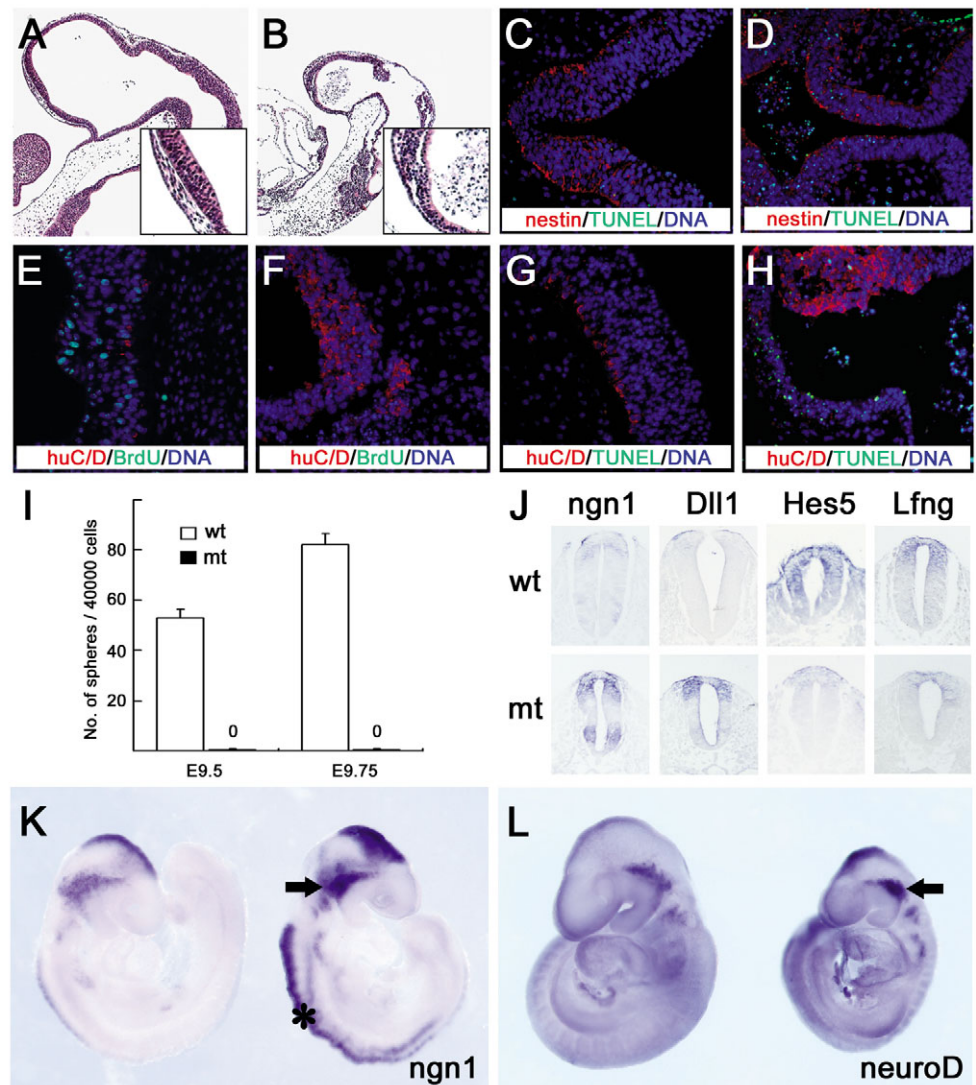 A
B
C
D
nestin/TUNEL/DNA
nestin/TUNEL/DNA
E
F
G
H
huC/D/BrdU/DNA
huC/D/BrdU/DNA
huC/D/TUNEL/DNA
huC/D/TUNEL/DNA
I
No. of spheres / 40000 cells
80
60
40
20
wt
mt
0
0
E9.5
E9.75
J
ngn1
Dll1
Hes5
Lfng
wt
mt
K
*
ngn1
L
neuroD